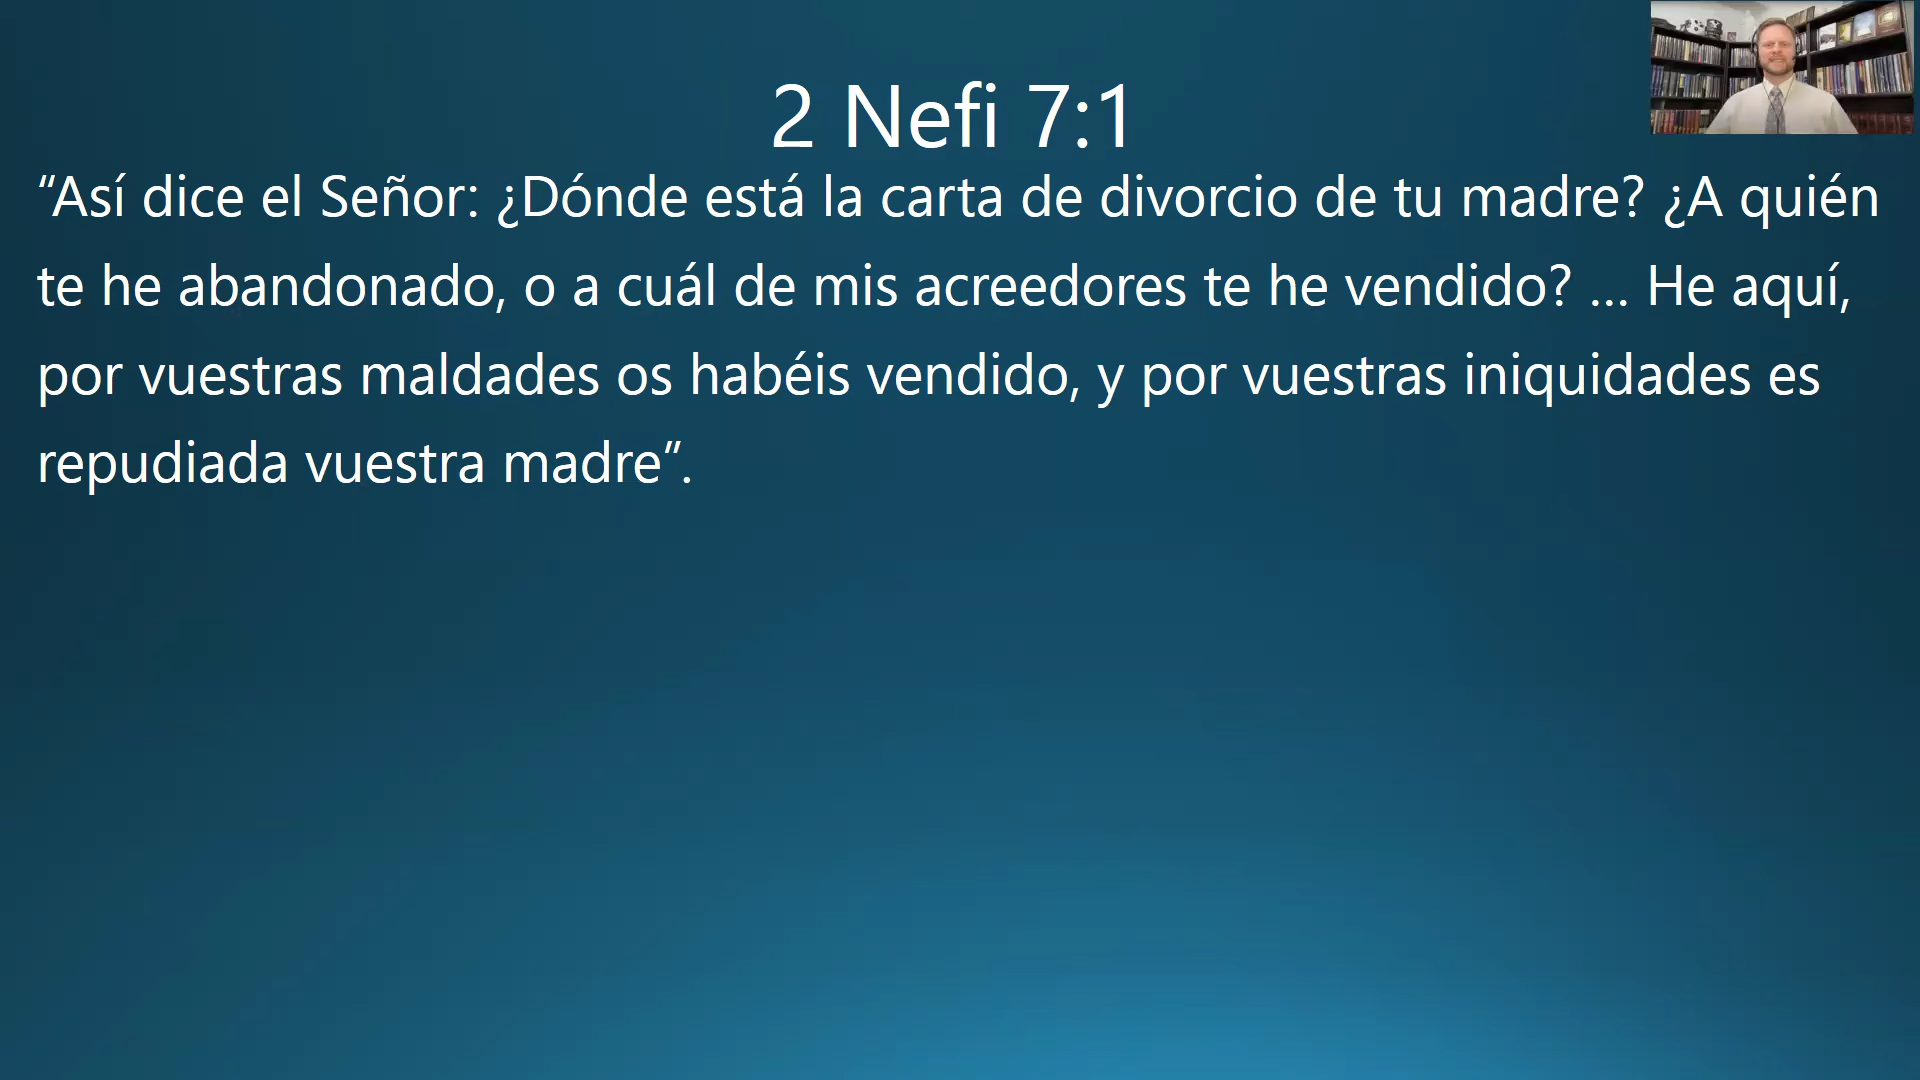 2 Nefi 7:1
“Así dice el Señor: ¿Dónde está la carta de divorcio de tu madre? ¿A quién
te he abandonado, o a cuál de mis acreedores te he vendido? ... He aquí,
por vuestras maldades os habéis vendido, y por vuestras iniquidades es
repudiada vuestra madre”.